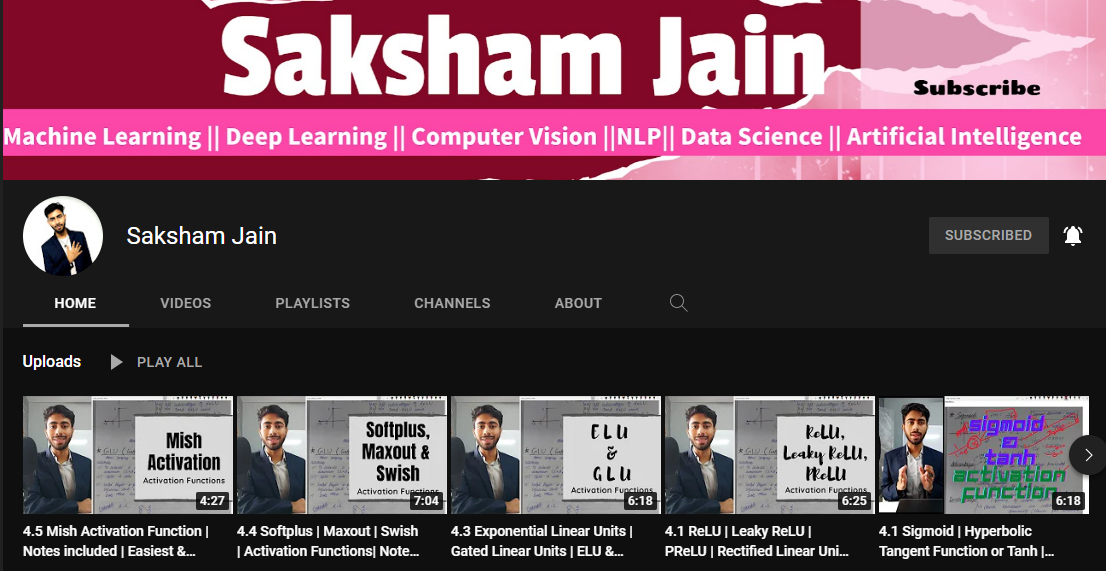 Saksham Jain
Subscribe
Machine Learning || Deep Learning || Computer Vision ||NLP|| Data Science || Artificial Intelligence
Saksham Jain
SUBSCRIBED
HOME
VIDEOS
PLAYLISTS
CHANNELS
ABOUT
Uploads
PLAY ALL
Mish
Activation
Activation Functions
4:27
4.5 Mish Activation Function |
Notes included | Easiest &...
Softplus,
Maxout &
Swish
Activation Functions
7:04
4.4 Softplus | Maxout | Swish
| Activation Functions| Note...
ELU
&
GLU
Activation Functions
6:18
4.3 Exponential Linear Units |
Gated Linear Units | ELU &...
ReLU,
Leaky ReLU,
PReLU
Activation Functions
6:25
4.1 ReLU | Leaky ReLU |
PReLU | Rectified Linear Uni...
sigmoid
&
tanh
activation
function
6:18
4.1 Sigmoid | Hyperbolic
Tangent Function or Tanh |...